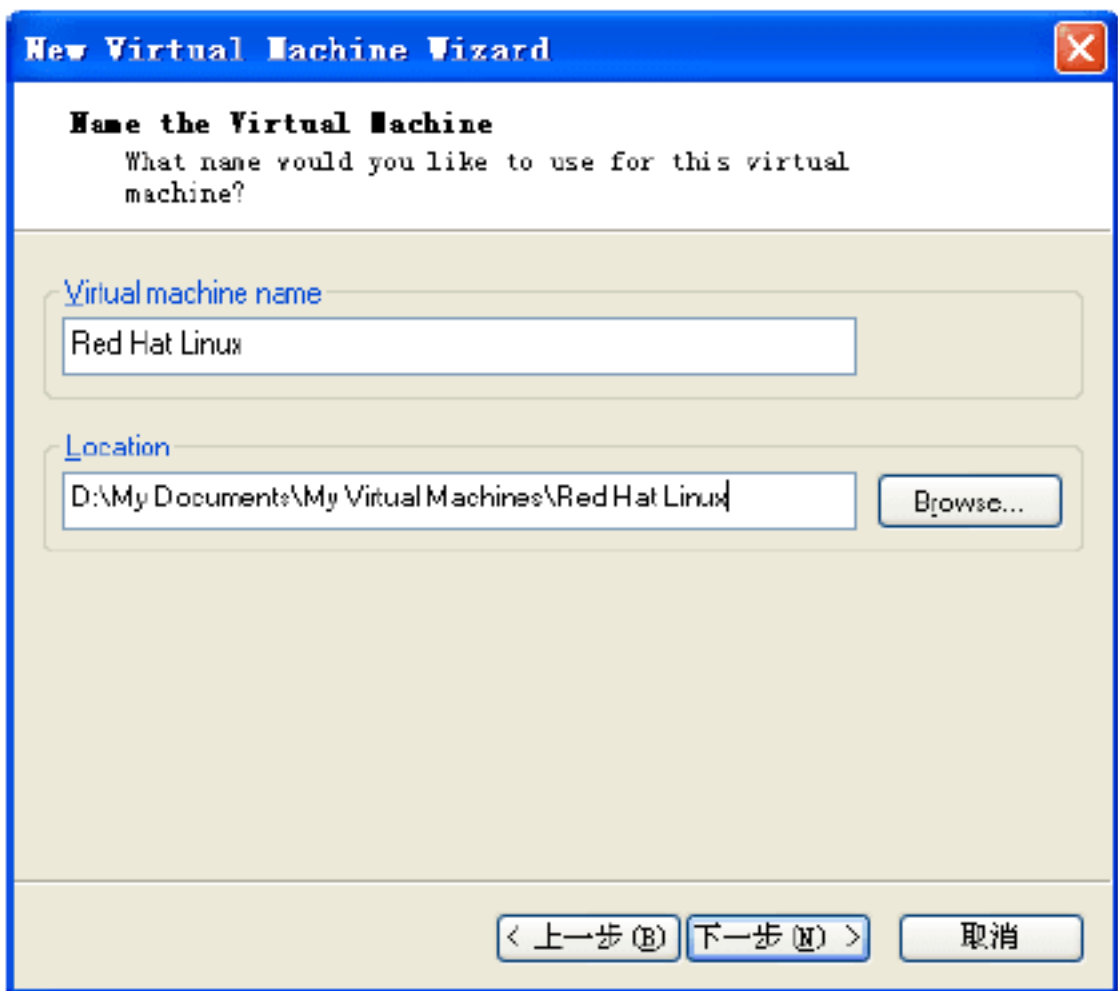 New Virtual Machine Wizard
Name the Virtual Machine
What name would you like to use for this virtual
machine?
Virtual machine name
Red Hat Linux
Location
D:\My Documents\My Virtual Machines\Red Hat Linux
Browse...
< 上一步(B) 下一步(N) > 取消